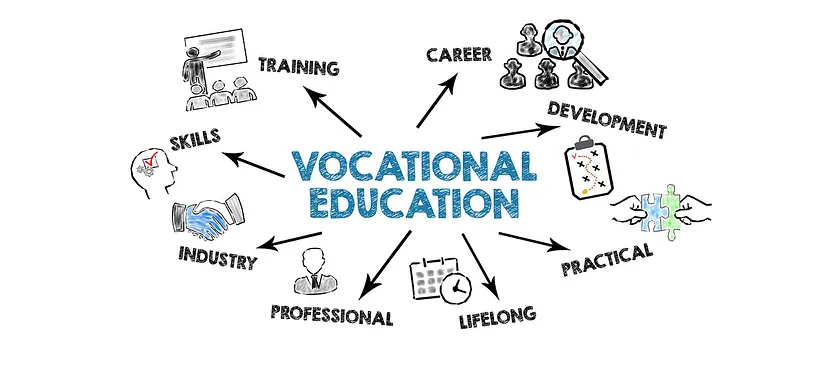 TRAINING
CAREER
DEVELOPMENT
SKILLS
VOCATIONAL
EDUCATION
INDUSTRY
PRACTICAL
PROFESSIONAL
LIFELONG